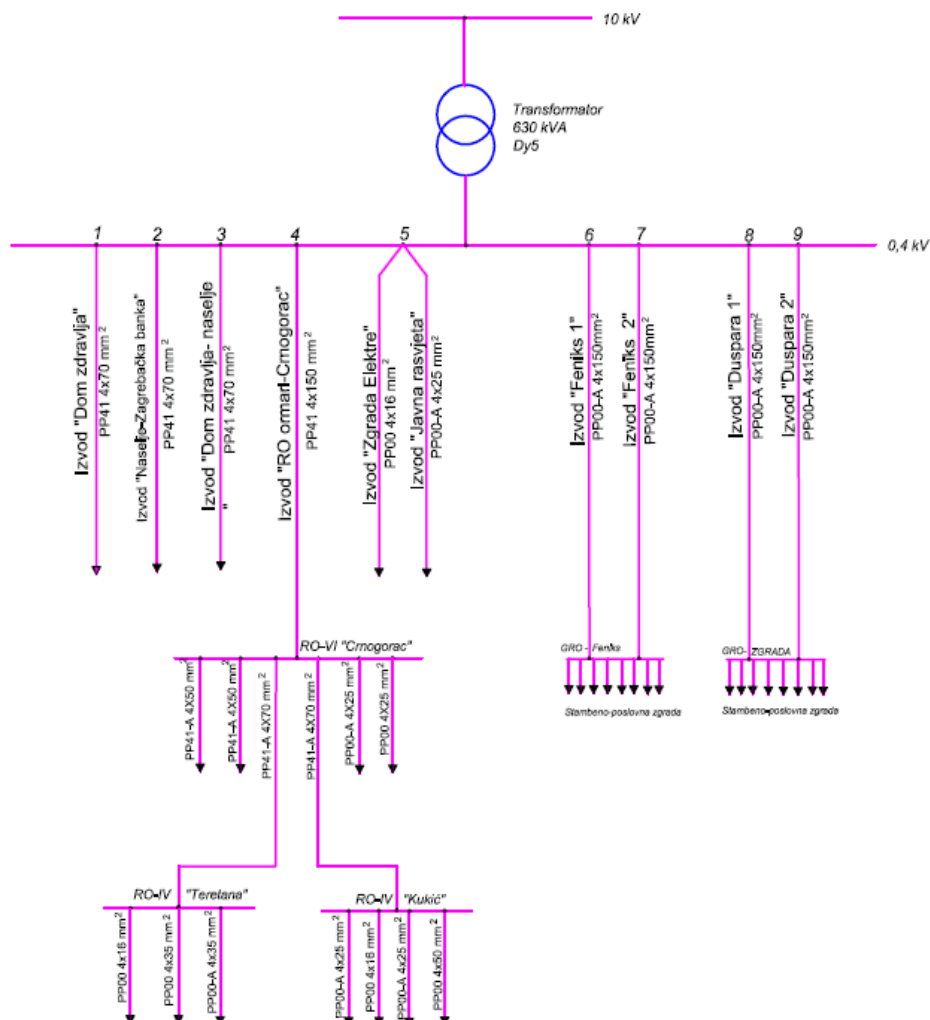 10 kV
Transformator
630 kVA
Dy5
0,4 kV
1
2
3
4
5
6
7
8
9
Izvod "Dom zdravlja"
PP41 4x70 mm²
Izvod "Naselje-Zagrebačka banka"
PP41 4x70 mm²
Izvod "Dom zdravlja- naselje
"
PP41 4x70 mm²
Izvod "RO ormari-Crnogorac"
PP41 4x150 mm²
Izvod "Zgrada Elektre"
PP00 4x16 mm²
Izvod "Javna rasvjeta"
PP00-A 4x25 mm²
Izvod "Feniks 1"
PP00-A 4x150mm²
Izvod "Feniks 2"
PP00-A 4x150mm²
Izvod "Duspara 1"
PP00-A 4x150mm²
Izvod "Duspara 2"
PP00-A 4x150mm²
RO-VI "Crnogorac"
PP41-A 4X50 mm²
PP41-A 4X50 mm²
PP41-A 4X70 mm²
PP41-A 4X70 mm²
PP00-A 4X25 mm²
PP00 4X25 mm²
GRO - Feniks
Stambeno-poslovna zgrada
GRO- ZGRADA
Stambeno-poslovna zgrada
RO-IV "Teretana"
PP00 4x16 mm²
PP00 4x35 mm²
PP00-A 4x35 mm²
RO-IV "Kukić"
PP00-A 4x25 mm²
PP00 4x16 mm²
PP00-A 4x25 mm²
PP00 4x50 mm²